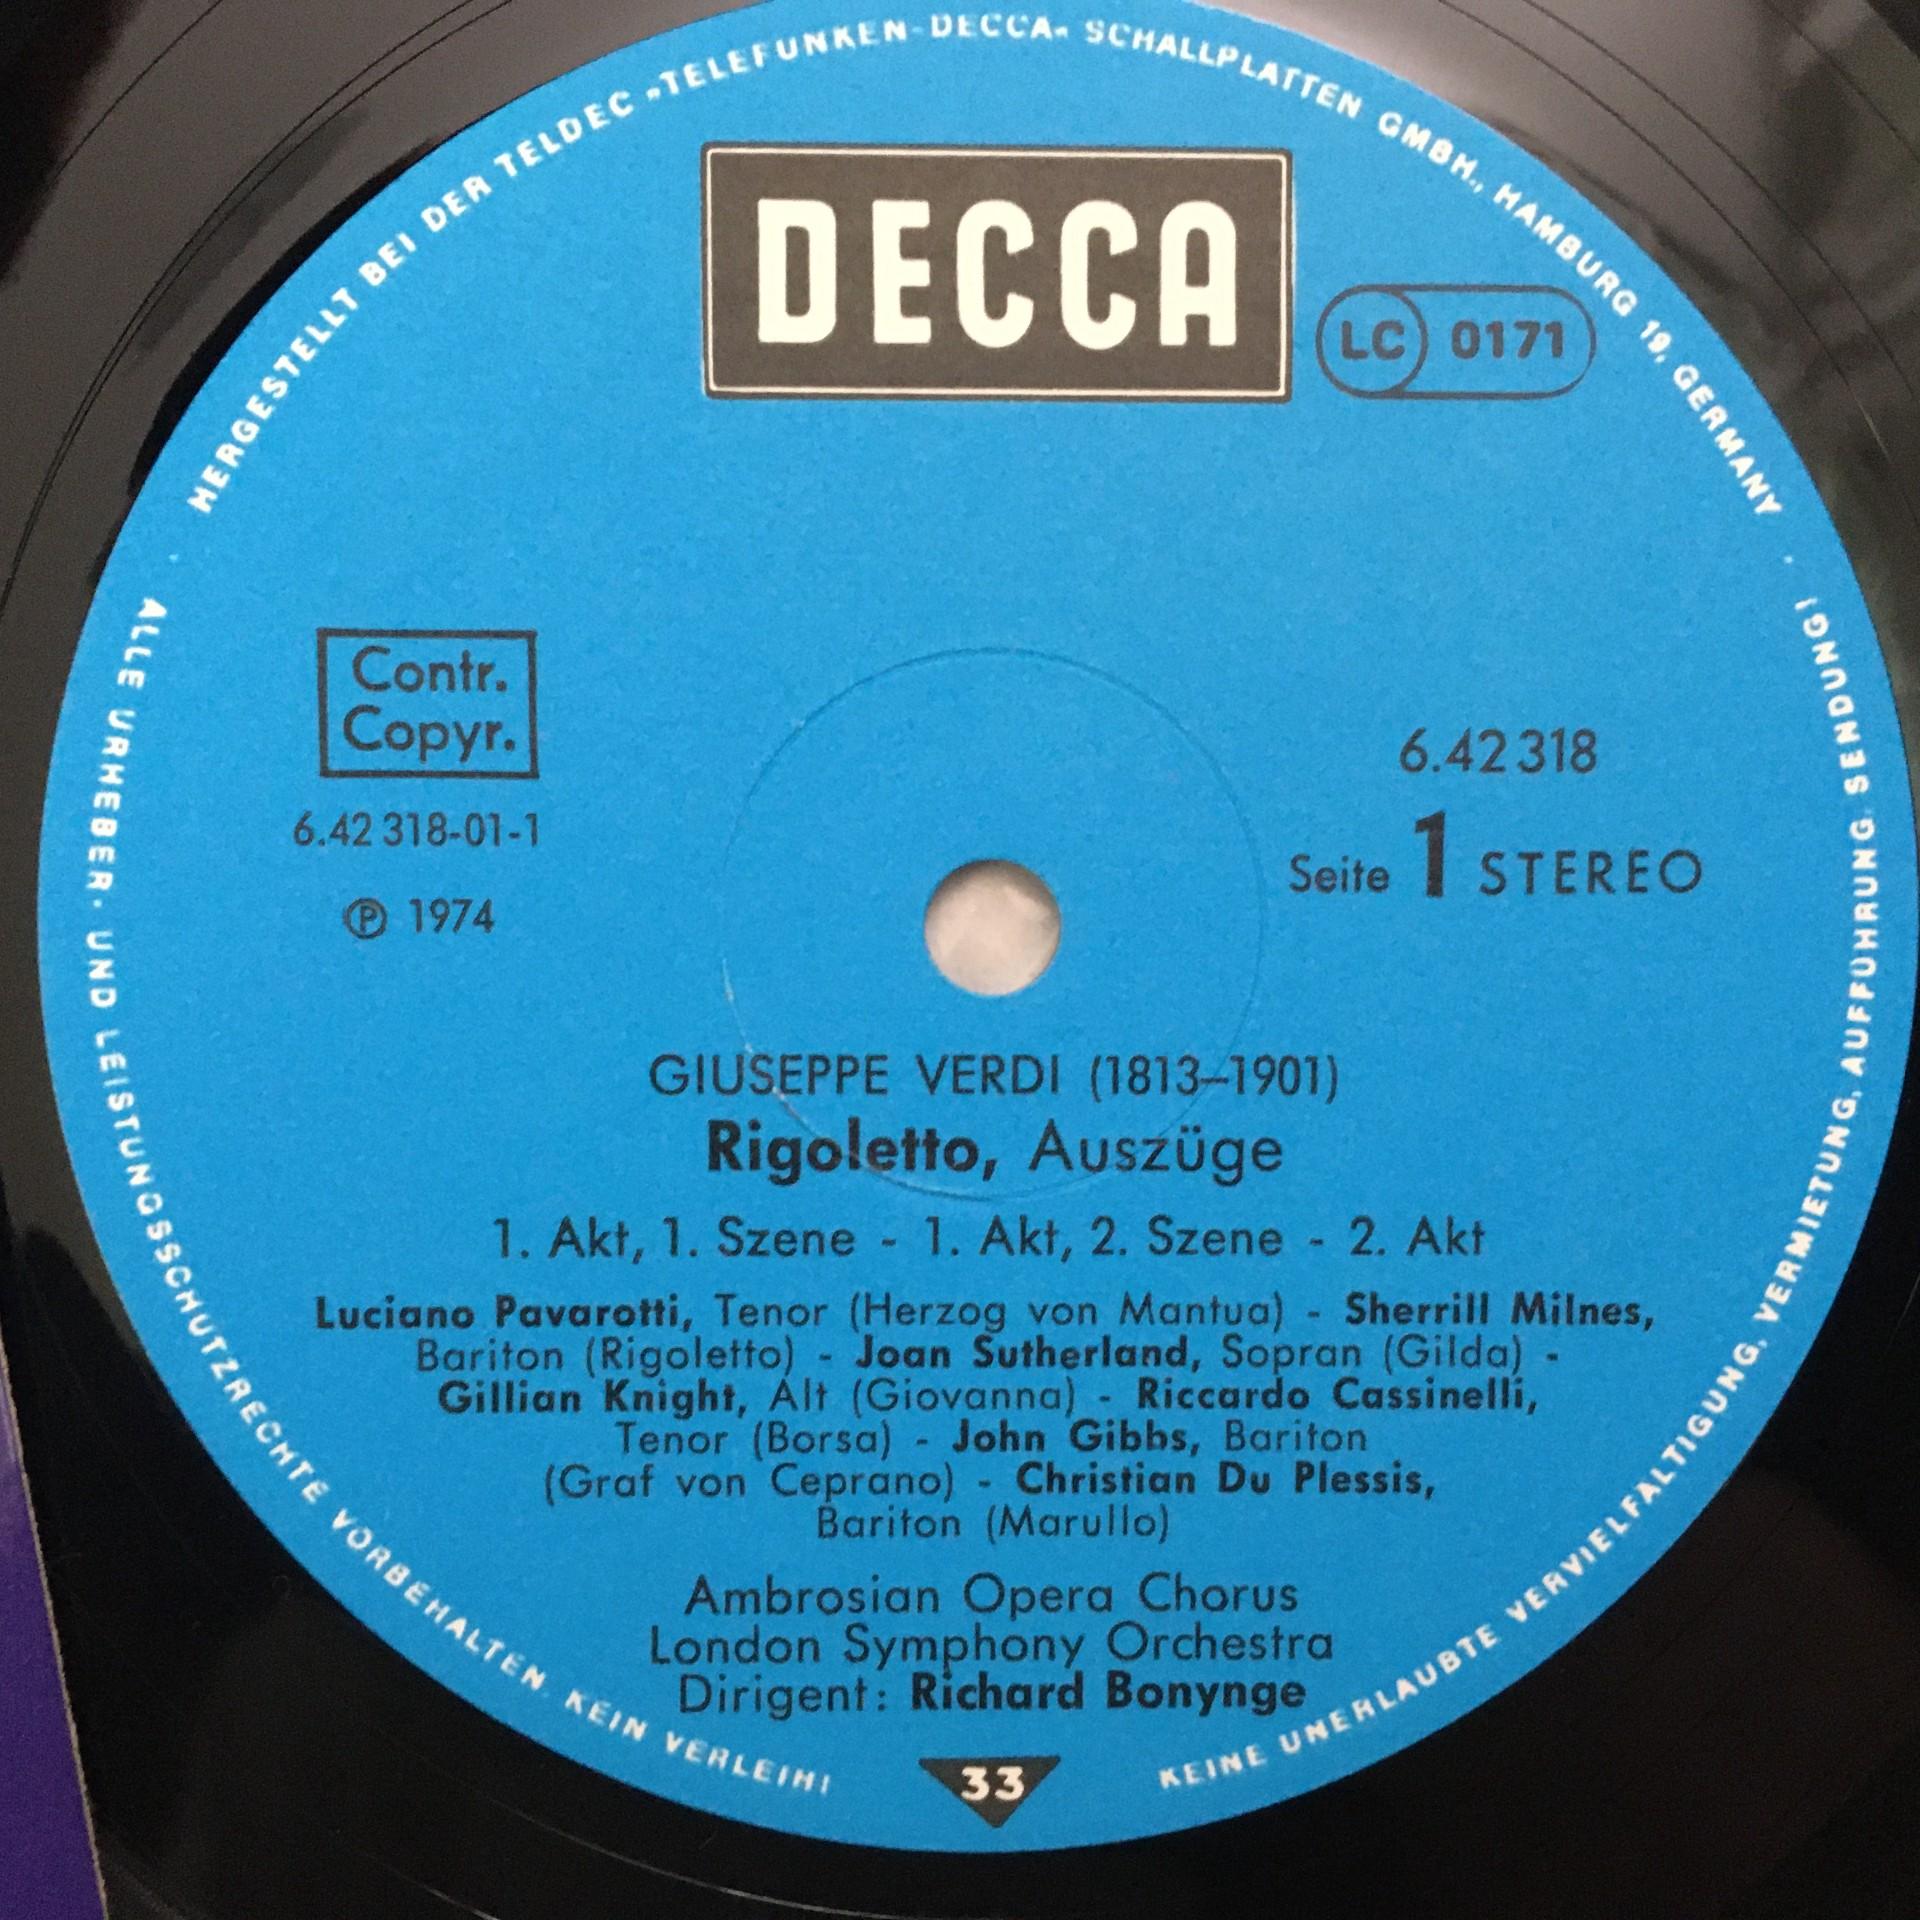 HERGESTELLT BEI DER TELDEC »TELEFUNKEN-DECCA« SCHALLPLATTEN GMBH., HAMBURG 19, GERMANY ·
DECCA
LC 0171
Contr.
Copyr.
6.42 318-01-1
Ⓟ 1974
6.42 318
Seite 1 STEREO
GIUSEPPE VERDI (1813–1901)
Rigoletto, Auszüge
1. Akt, 1. Szene - 1. Akt, 2. Szene - 2. Akt
Luciano Pavarotti, Tenor (Herzog von Mantua) - Sherrill Milnes,
Bariton (Rigoletto) - Joan Sutherland, Sopran (Gilda) -
Gillian Knight, Alt (Giovanna) - Riccardo Cassinelli,
Tenor (Borsa) - John Gibbs, Bariton
(Graf von Ceprano) - Christian Du Plessis,
Bariton (Marullo)
Ambrosian Opera Chorus
London Symphony Orchestra
Dirigent: Richard Bonynge
33
· ALLE URHEBER- UND LEISTUNGSSCHUTZRECHTE VORBEHALTEN. KEIN VERLEIH!
KEINE UNERLAUBTE VERVIELFÄLTIGUNG, VERMIETUNG, AUFFÜHRUNG, SENDUNG!